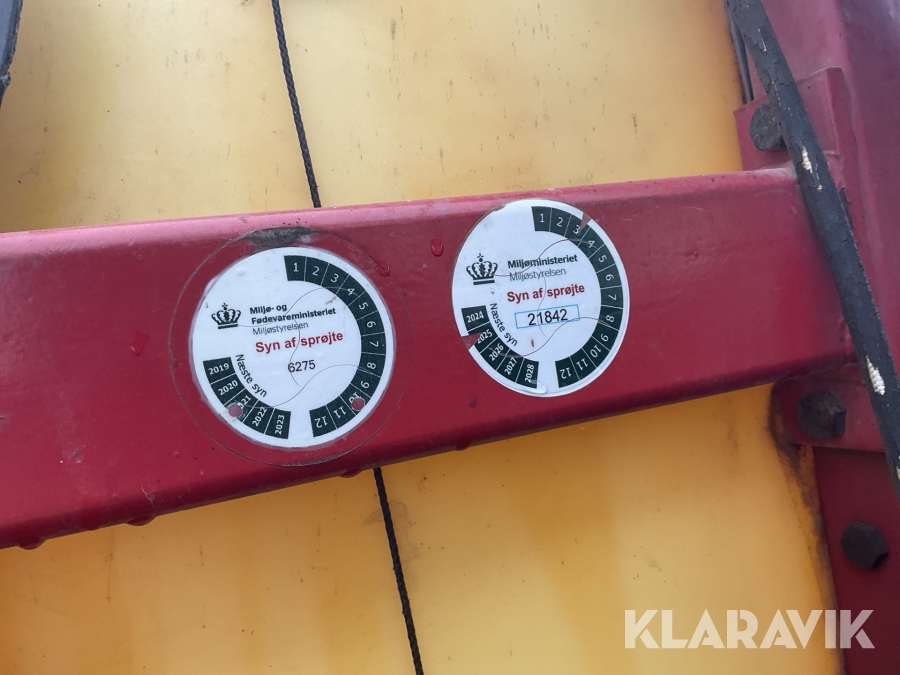 1 2 3 4 5 6 7 8 9 10 11 12
Miljø- og
Fødevareministeriet
Miljøstyrelsen
Syn af sprøjte
6275
Næste syn
2019 2020 2021 2022 2023
1 2 3 4 5 6 7 8 9 10 11 12
Miljøministeriet
Miljøstyrelsen
Syn af sprøjte
21842
Næste syn
2024 2025 2026 2027 2028
KLARAVIK